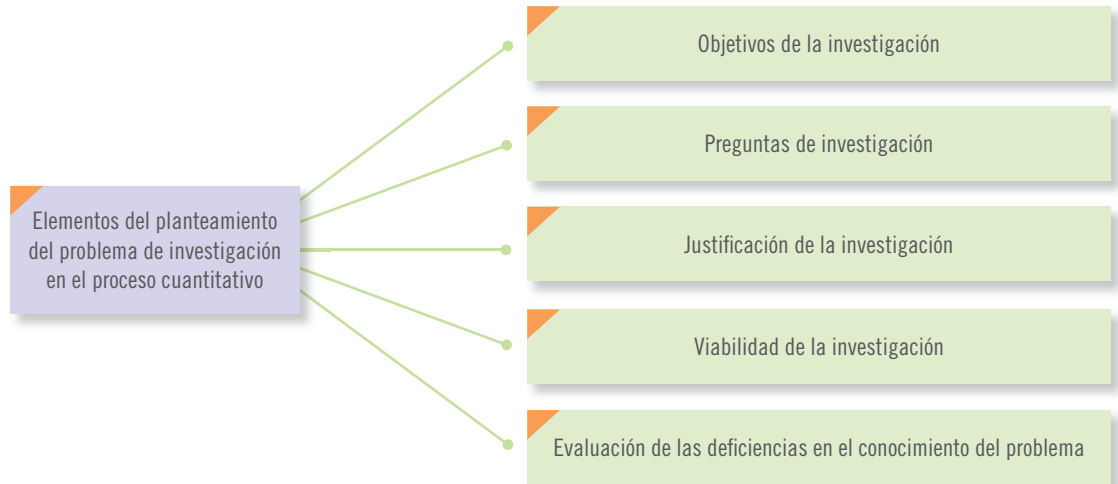 Objetivos de la investigación
Preguntas de investigación
Elementos del planteamiento
del problema de investigación
en el proceso cuantitativo
Justificación de la investigación
Viabilidad de la investigación
Evaluación de las deficiencias en el conocimiento del problema